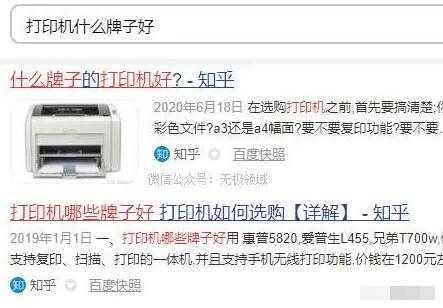 打印机什么牌子好
什么牌子的打印机好? - 知乎
2020年6月18日 在选购打印机之前,首先要搞清楚;你
彩色文件?a3还是a4幅面?要不要复印功能?要不要.
知 知乎 百度快照
微信公众号：无极领域
打印机哪些牌子好 打印机如何选购【详解】 - 知乎
2019年1月1日 一、打印机哪些牌子好用 惠普5820,爱普生L455,兄弟T700w,佳
支持复印、扫描、打印的一体机,并且支持手机无线打印功能,价钱在1200元左
知 知乎 百度快照